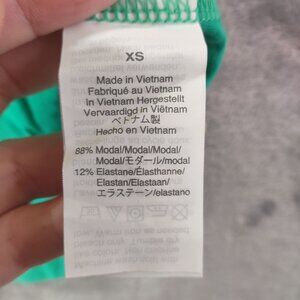 XS
Made in Vietnam
Fabriqué au Vietnam
In Vietnam Hergestellt
Vervaardigd in Viëtnam
ベトナム製
Hecho en Vietnam
88% Modal/Modal/Modal/
Modal/モダール/modal
12% Elastane/Élasthanne/
Elastan/Elastaan/
エラステーン/elastano